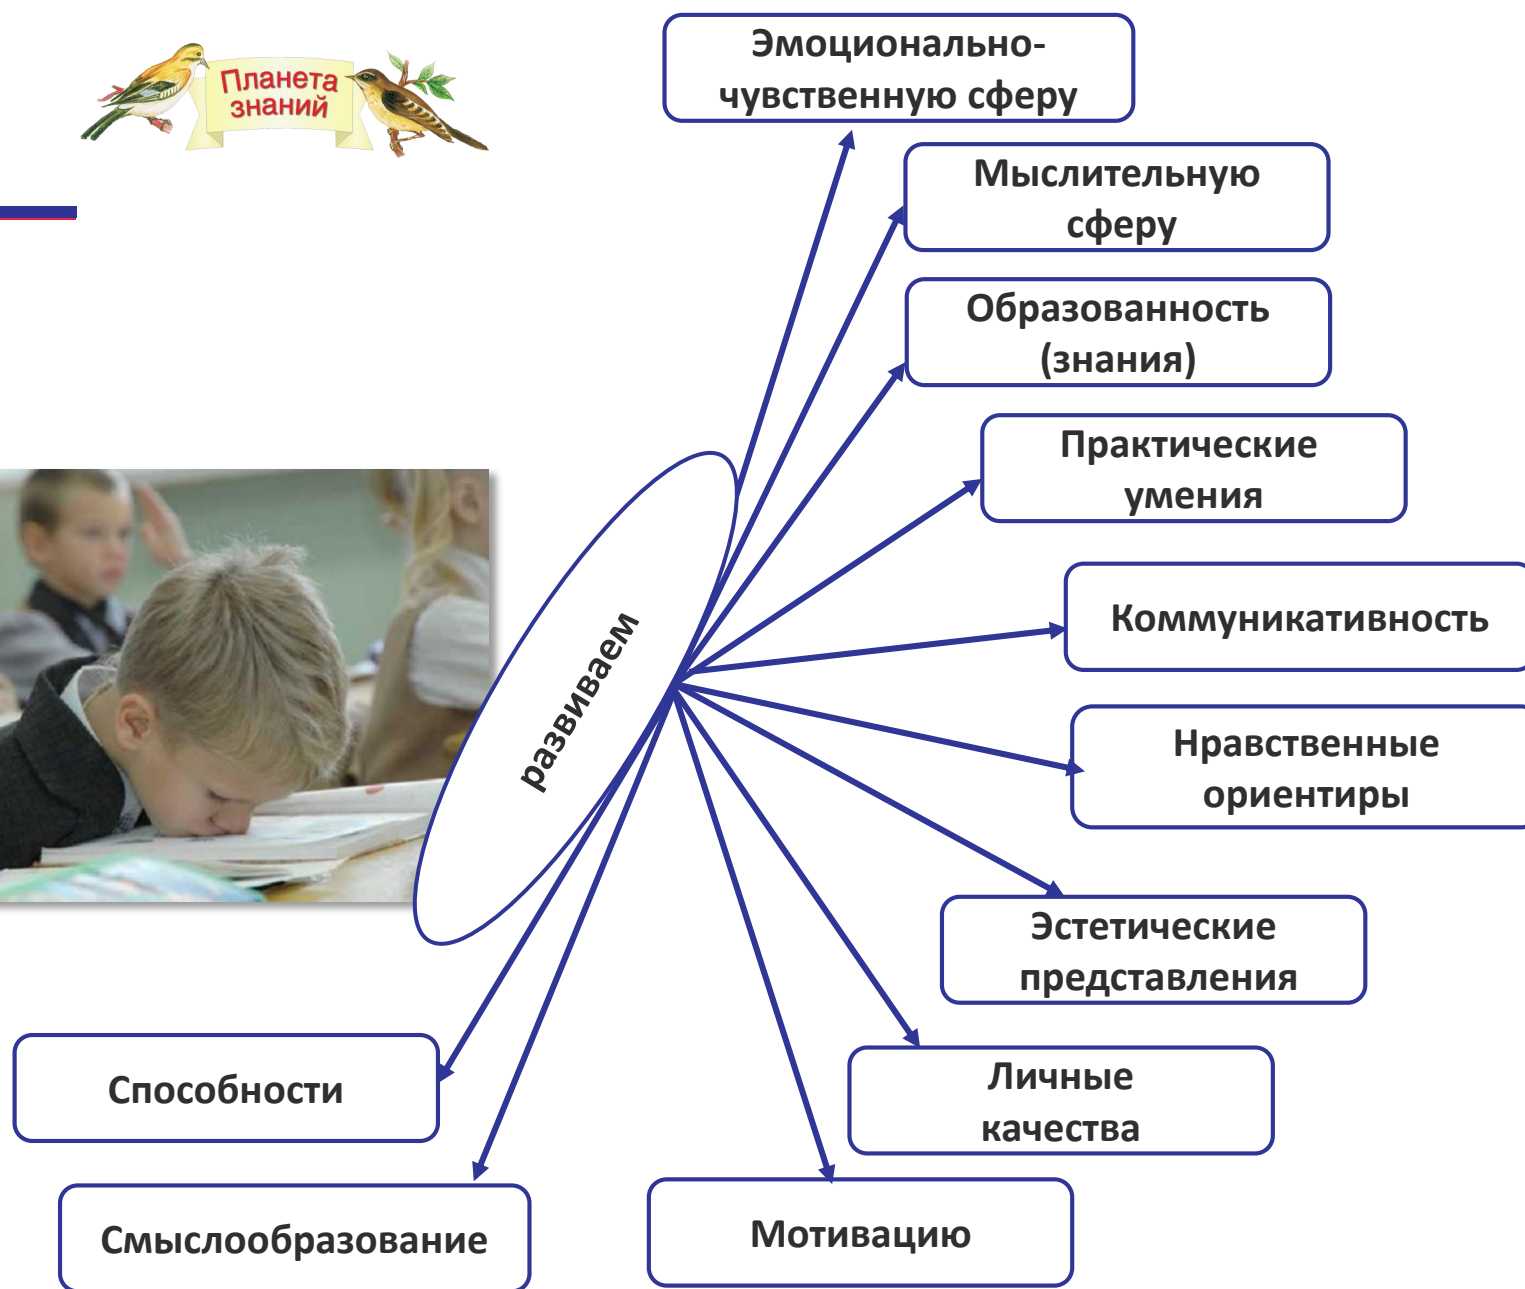 Планета
знаний
Эмоционально-
чувственную сферу
Мыслительную
сферу
Образованность
(знания)
Практические
умения
Коммуникативность
развиваем
Нравственные
ориентиры
Эстетические
представления
Личные
качества
Способности
Смыслообразование
Мотивацию